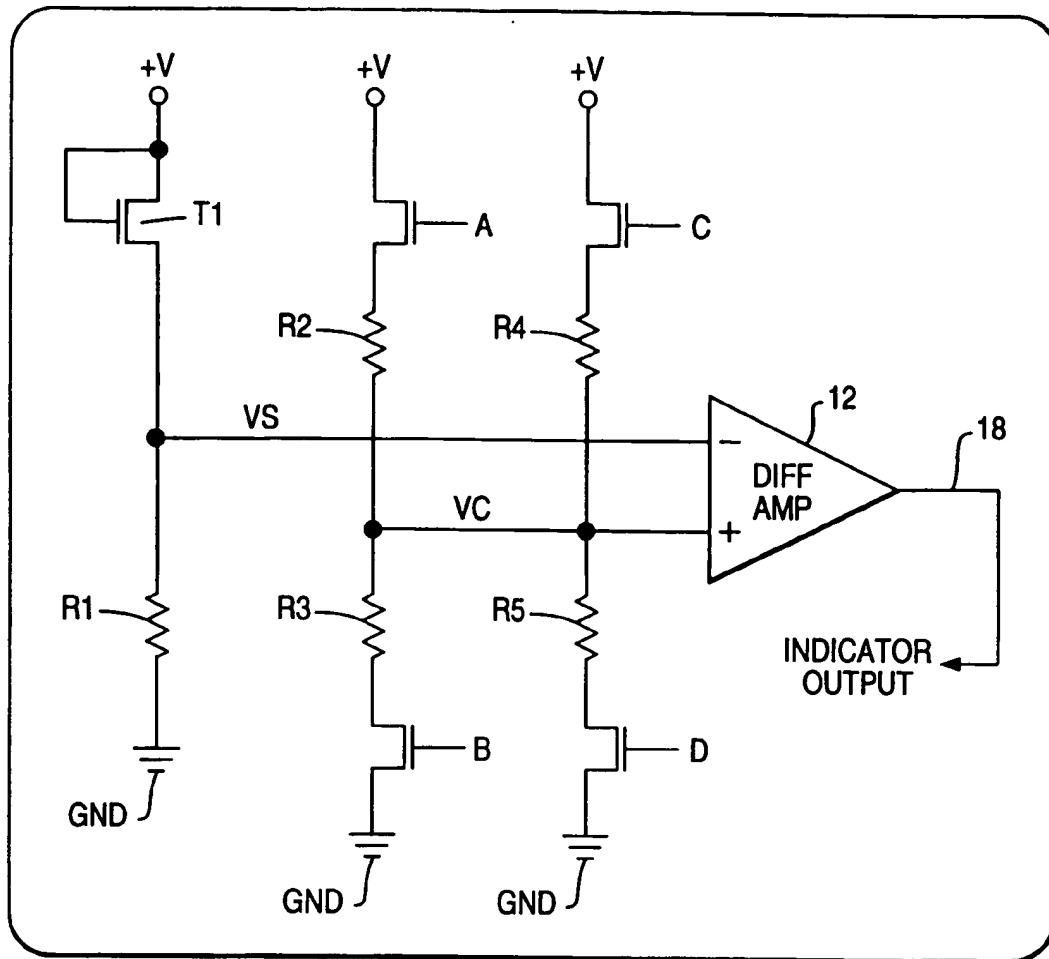 +V
+V
+V
T1
A
C
R2
R4
VS
12
18
−
DIFF
AMP
VC
+
R1
R3
R5
INDICATOR
OUTPUT
B
D
GND
GND
GND